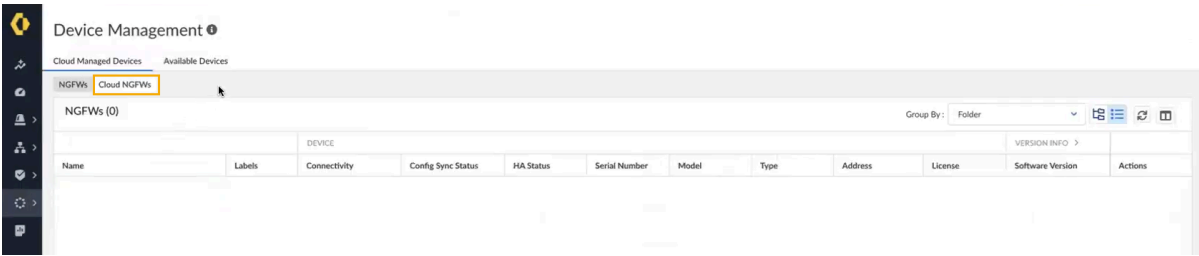 Device Management
Cloud Managed Devices Available Devices
NGFWs Cloud NGFWs
NGFWs (0) Group By : Folder
DEVICE VERSION INFO >
Name Labels Connectivity Config Sync Status HA Status Serial Number Model Type Address License Software Version Actions